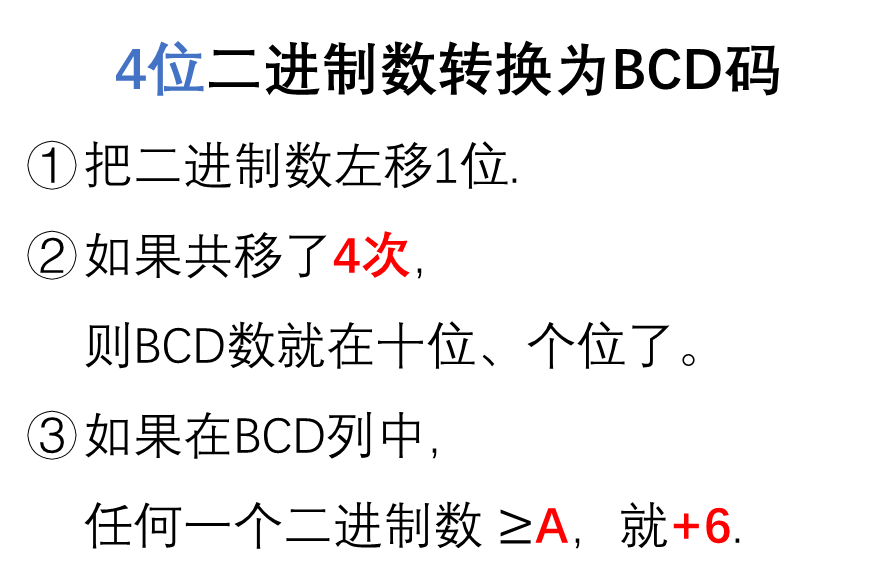 4位二进制数转换为BCD码
①把二进制数左移1位.
②如果共移了4次,
则BCD数就在十位、个位了。
③如果在BCD列中,
任何一个二进制数 ≥A, 就+6.